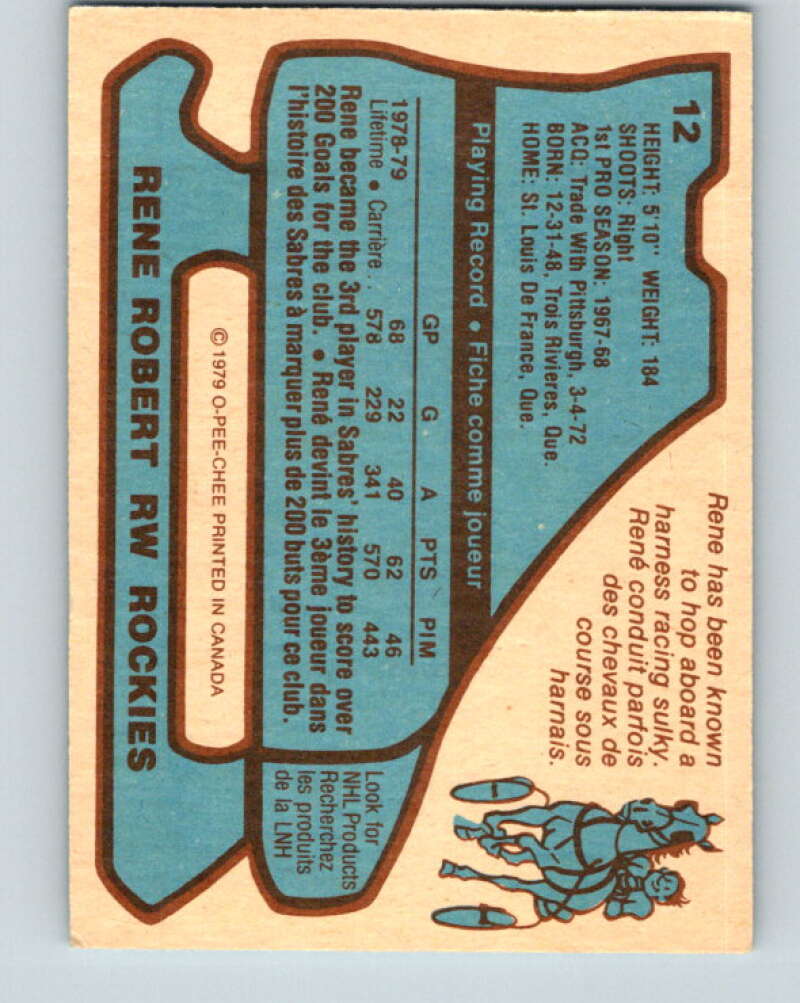 12
HEIGHT: 5'10" WEIGHT: 184
SHOOTS: Right
1st PRO SEASON: 1967-68
ACQ: Trade With Pittsburgh, 3-4-72
BORN: 12-31-48, Trois Rivieres, Que.
HOME: St. Louis De France, Que.
Rene has been known
to hop aboard a
harness racing sulky.
René conduit parfois
des chevaux de
course sous
harnais.
Playing Record • Fiche comme joueur
GP G A PTS PIM
1978-79 68 22 40 62 46
Lifetime • Carrière . . 578 229 341 570 443
Rene became the 3rd player in Sabres' history to score over
200 Goals for the club. • René devint le 3ème joueur dans
l'histoire des Sabres à marquer plus de 200 buts pour ce club.
Look for
NHL Products
Recherchez
les produits
de la LNH
© 1979 O-PEE-CHEE PRINTED IN CANADA
RENE ROBERT RW ROCKIES